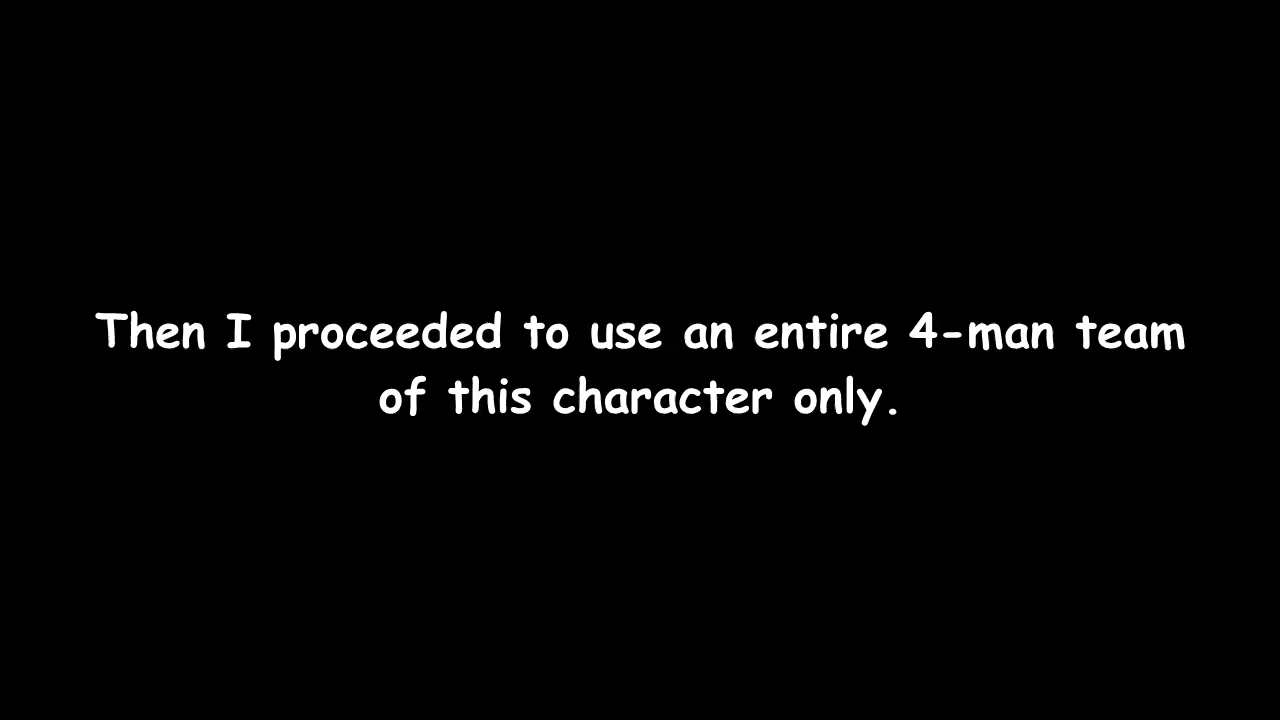 Then I proceeded to use an entire 4-man team
of this character only.